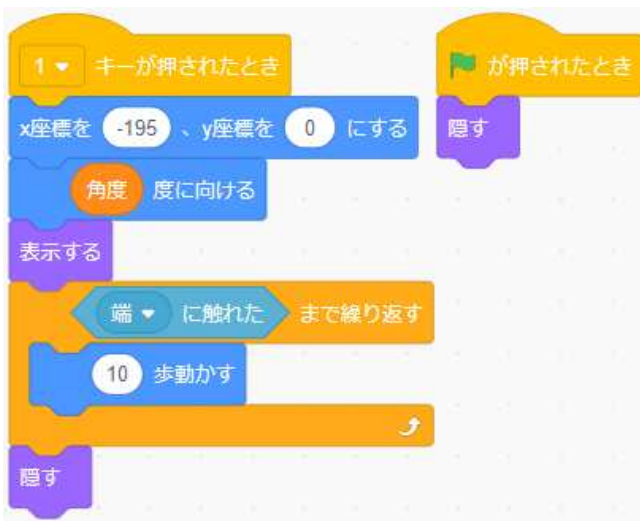 1 キーが押されたとき
x座標を -195 、y座標を 0 にする
角度 度に向ける
表示する
端 に触れた まで繰り返す
10 歩動かす
隠す
が押されたとき
隠す